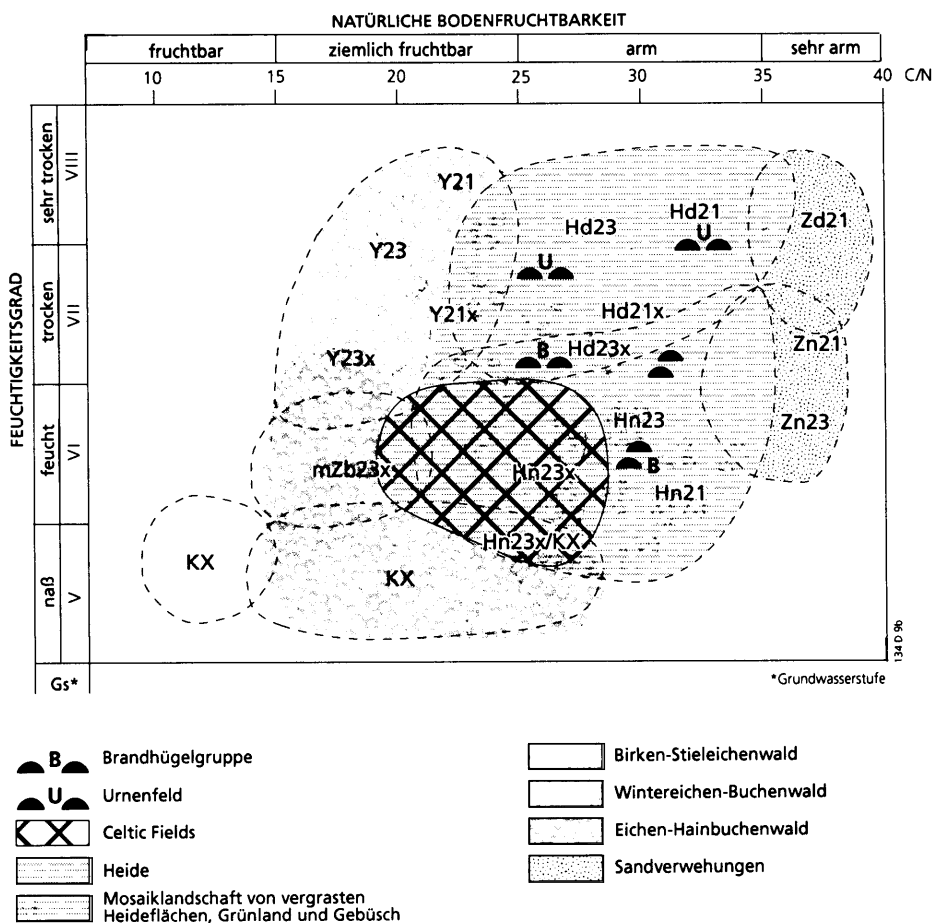 NATÜRLICHE BODENFRUCHTBARKEIT
fruchtbar ziemlich fruchtbar arm sehr arm
10 15 20 25 30 35 40 C/N
FEUCHTIGKEITSGRAD
sehr trocken VIII
trocken VII
feucht VI
naß V
Gs*
Y21
Hd21
U
Zd21
Hd23
Y23
U
Y21x
Hd21x
Zn21
B
Hd23x
Y23x
Hn23
Zn23
mZb23x
Hn23x
B
Hn21
Hn23x/KX
KX
KX
134 D 9b
*Grundwasserstufe
B Brandhügelgruppe
U Urnenfeld
Celtic Fields
Heide
Mosaiklandschaft von vergrasten
Heideflächen, Grünland und Gebüsch
Birken-Stieleichenwald
Wintereichen-Buchenwald
Eichen-Hainbuchenwald
Sandverwehungen